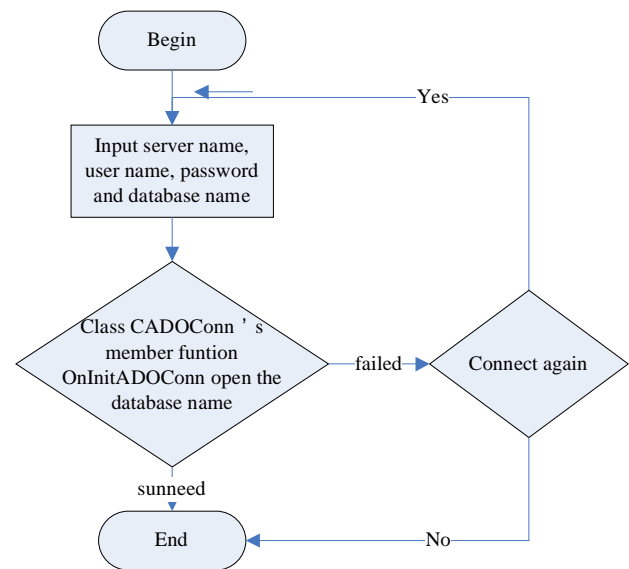 Begin
Yes
Input server name,
user name, password
and database name
Class CADOConn ’ s
member funtion
OnInitADOConn open the
database name
failed
Connect again
sunneed
End
No